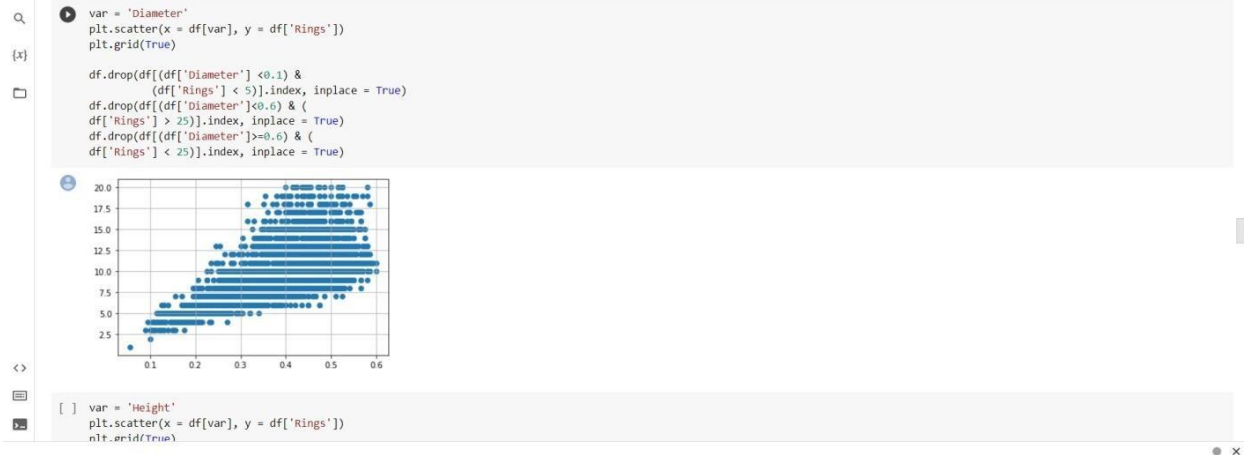 var = 'Diameter'
plt.scatter(x = df[var], y = df['Rings'])
plt.grid(True)
df.drop(df[(df['Diameter'] <0.1) &
(df['Rings'] < 5)].index, inplace = True)
df.drop(df[(df['Diameter']<0.6) & (
df['Rings'] > 25)].index, inplace = True)
df.drop(df[(df['Diameter']>=0.6) & (
df['Rings'] < 25)].index, inplace = True)
{x}
20.0
17.5
15.0
12.5
10.0
7.5
5.0
2.5
0.1 0.2 0.3 0.4 0.5 0.6
[ ] var = 'Height'
plt.scatter(x = df[var], y = df['Rings'])
plt.grid(True)